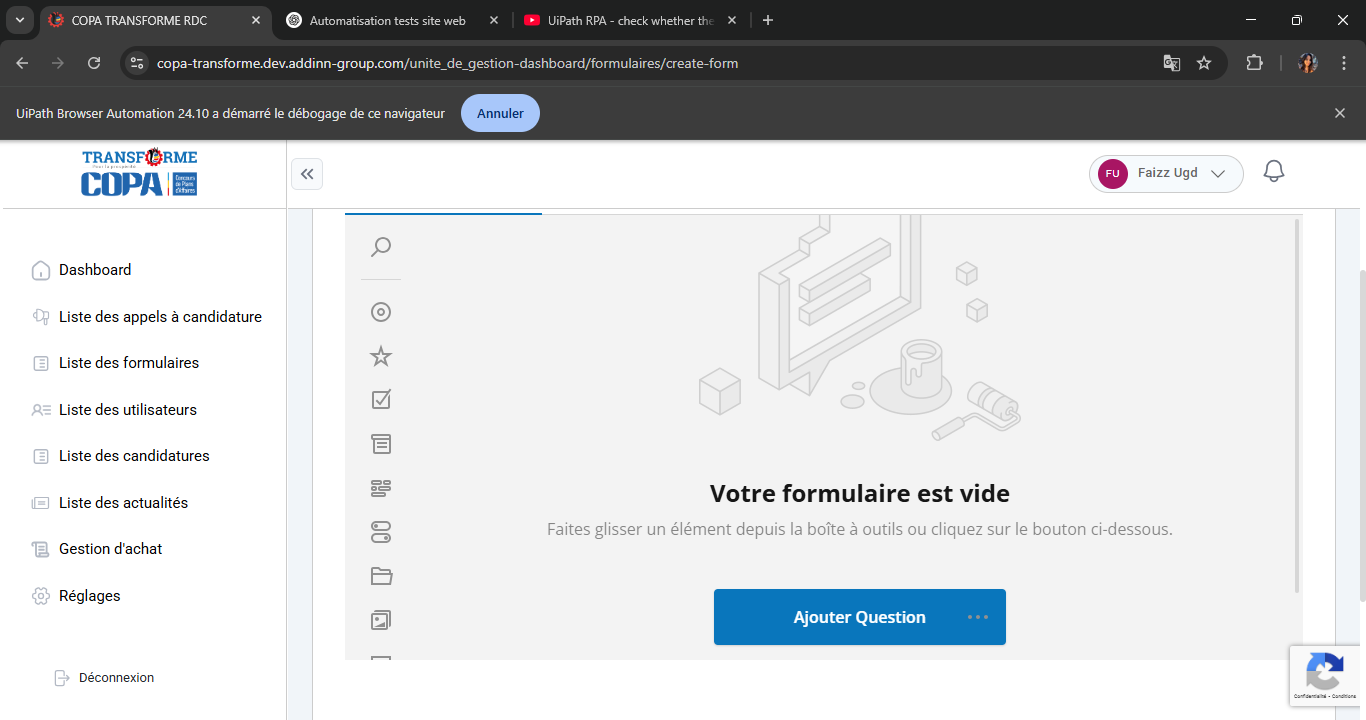 COPA TRANSFORME RDC
Automatisation tests site web
UiPath RPA - check whether the
copa-transforme.dev.addinn-group.com/unite_de_gestion-dashboard/formulaires/create-form
UiPath Browser Automation 24.10 a démarré le débogage de ce navigateur
Annuler
TRANSFORME
Pour la prospérité
COPA
Concours
de Plans
d'Affaires
FU
Faizz Ugd
Dashboard
Liste des appels à candidature
Liste des formulaires
Liste des utilisateurs
Liste des candidatures
Liste des actualités
Gestion d'achat
Réglages
Déconnexion
Votre formulaire est vide
Faites glisser un élément depuis la boîte à outils ou cliquez sur le bouton ci-dessous.
Ajouter Question
Confidentialité - Conditions